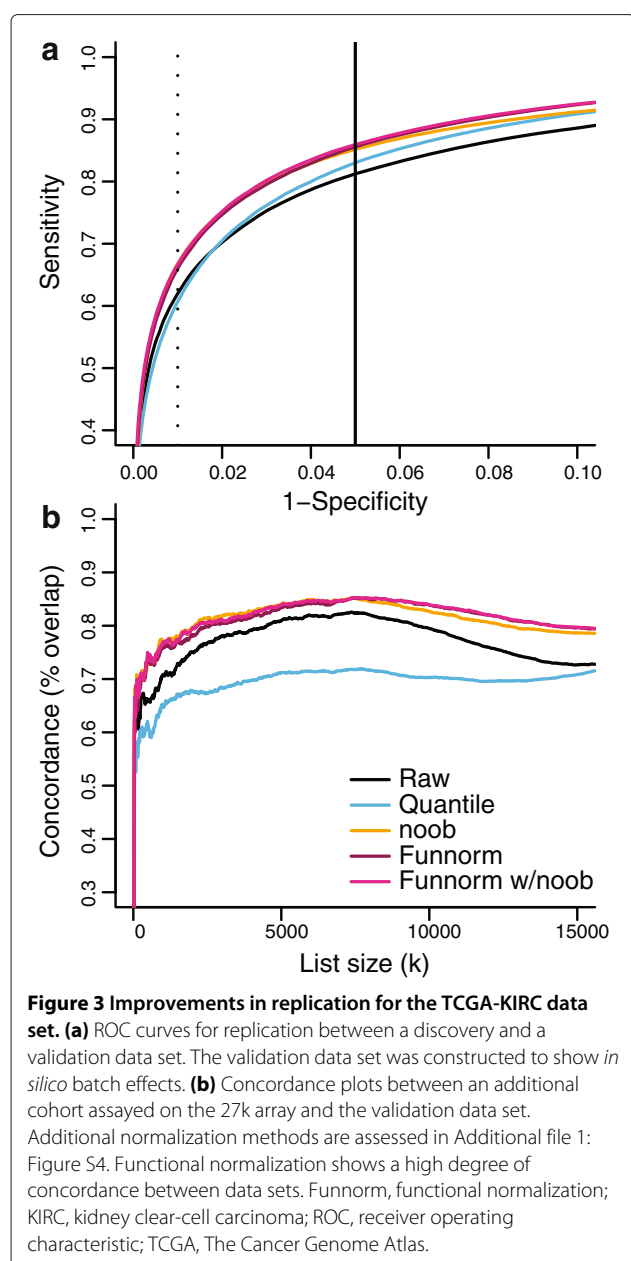 a
1.0
0.9
0.8
0.7
0.6
0.5
0.4
Sensitivity
0.00 0.02 0.04 0.06 0.08 0.10
1−Specificity
b
1.0
0.9
0.8
0.7
0.6
0.5
0.4
0.3
Concordance (% overlap)
Raw
Quantile
noob
Funnorm
Funnorm w/noob
0 5000 10000 15000
List size (k)
Figure 3 Improvements in replication for the TCGA-KIRC data
set. (a) ROC curves for replication between a discovery and a
validation data set. The validation data set was constructed to show in
silico batch effects. (b) Concordance plots between an additional
cohort assayed on the 27k array and the validation data set.
Additional normalization methods are assessed in Additional file 1:
Figure S4. Functional normalization shows a high degree of
concordance between data sets. Funnorm, functional normalization;
KIRC, kidney clear-cell carcinoma; ROC, receiver operating
characteristic; TCGA, The Cancer Genome Atlas.